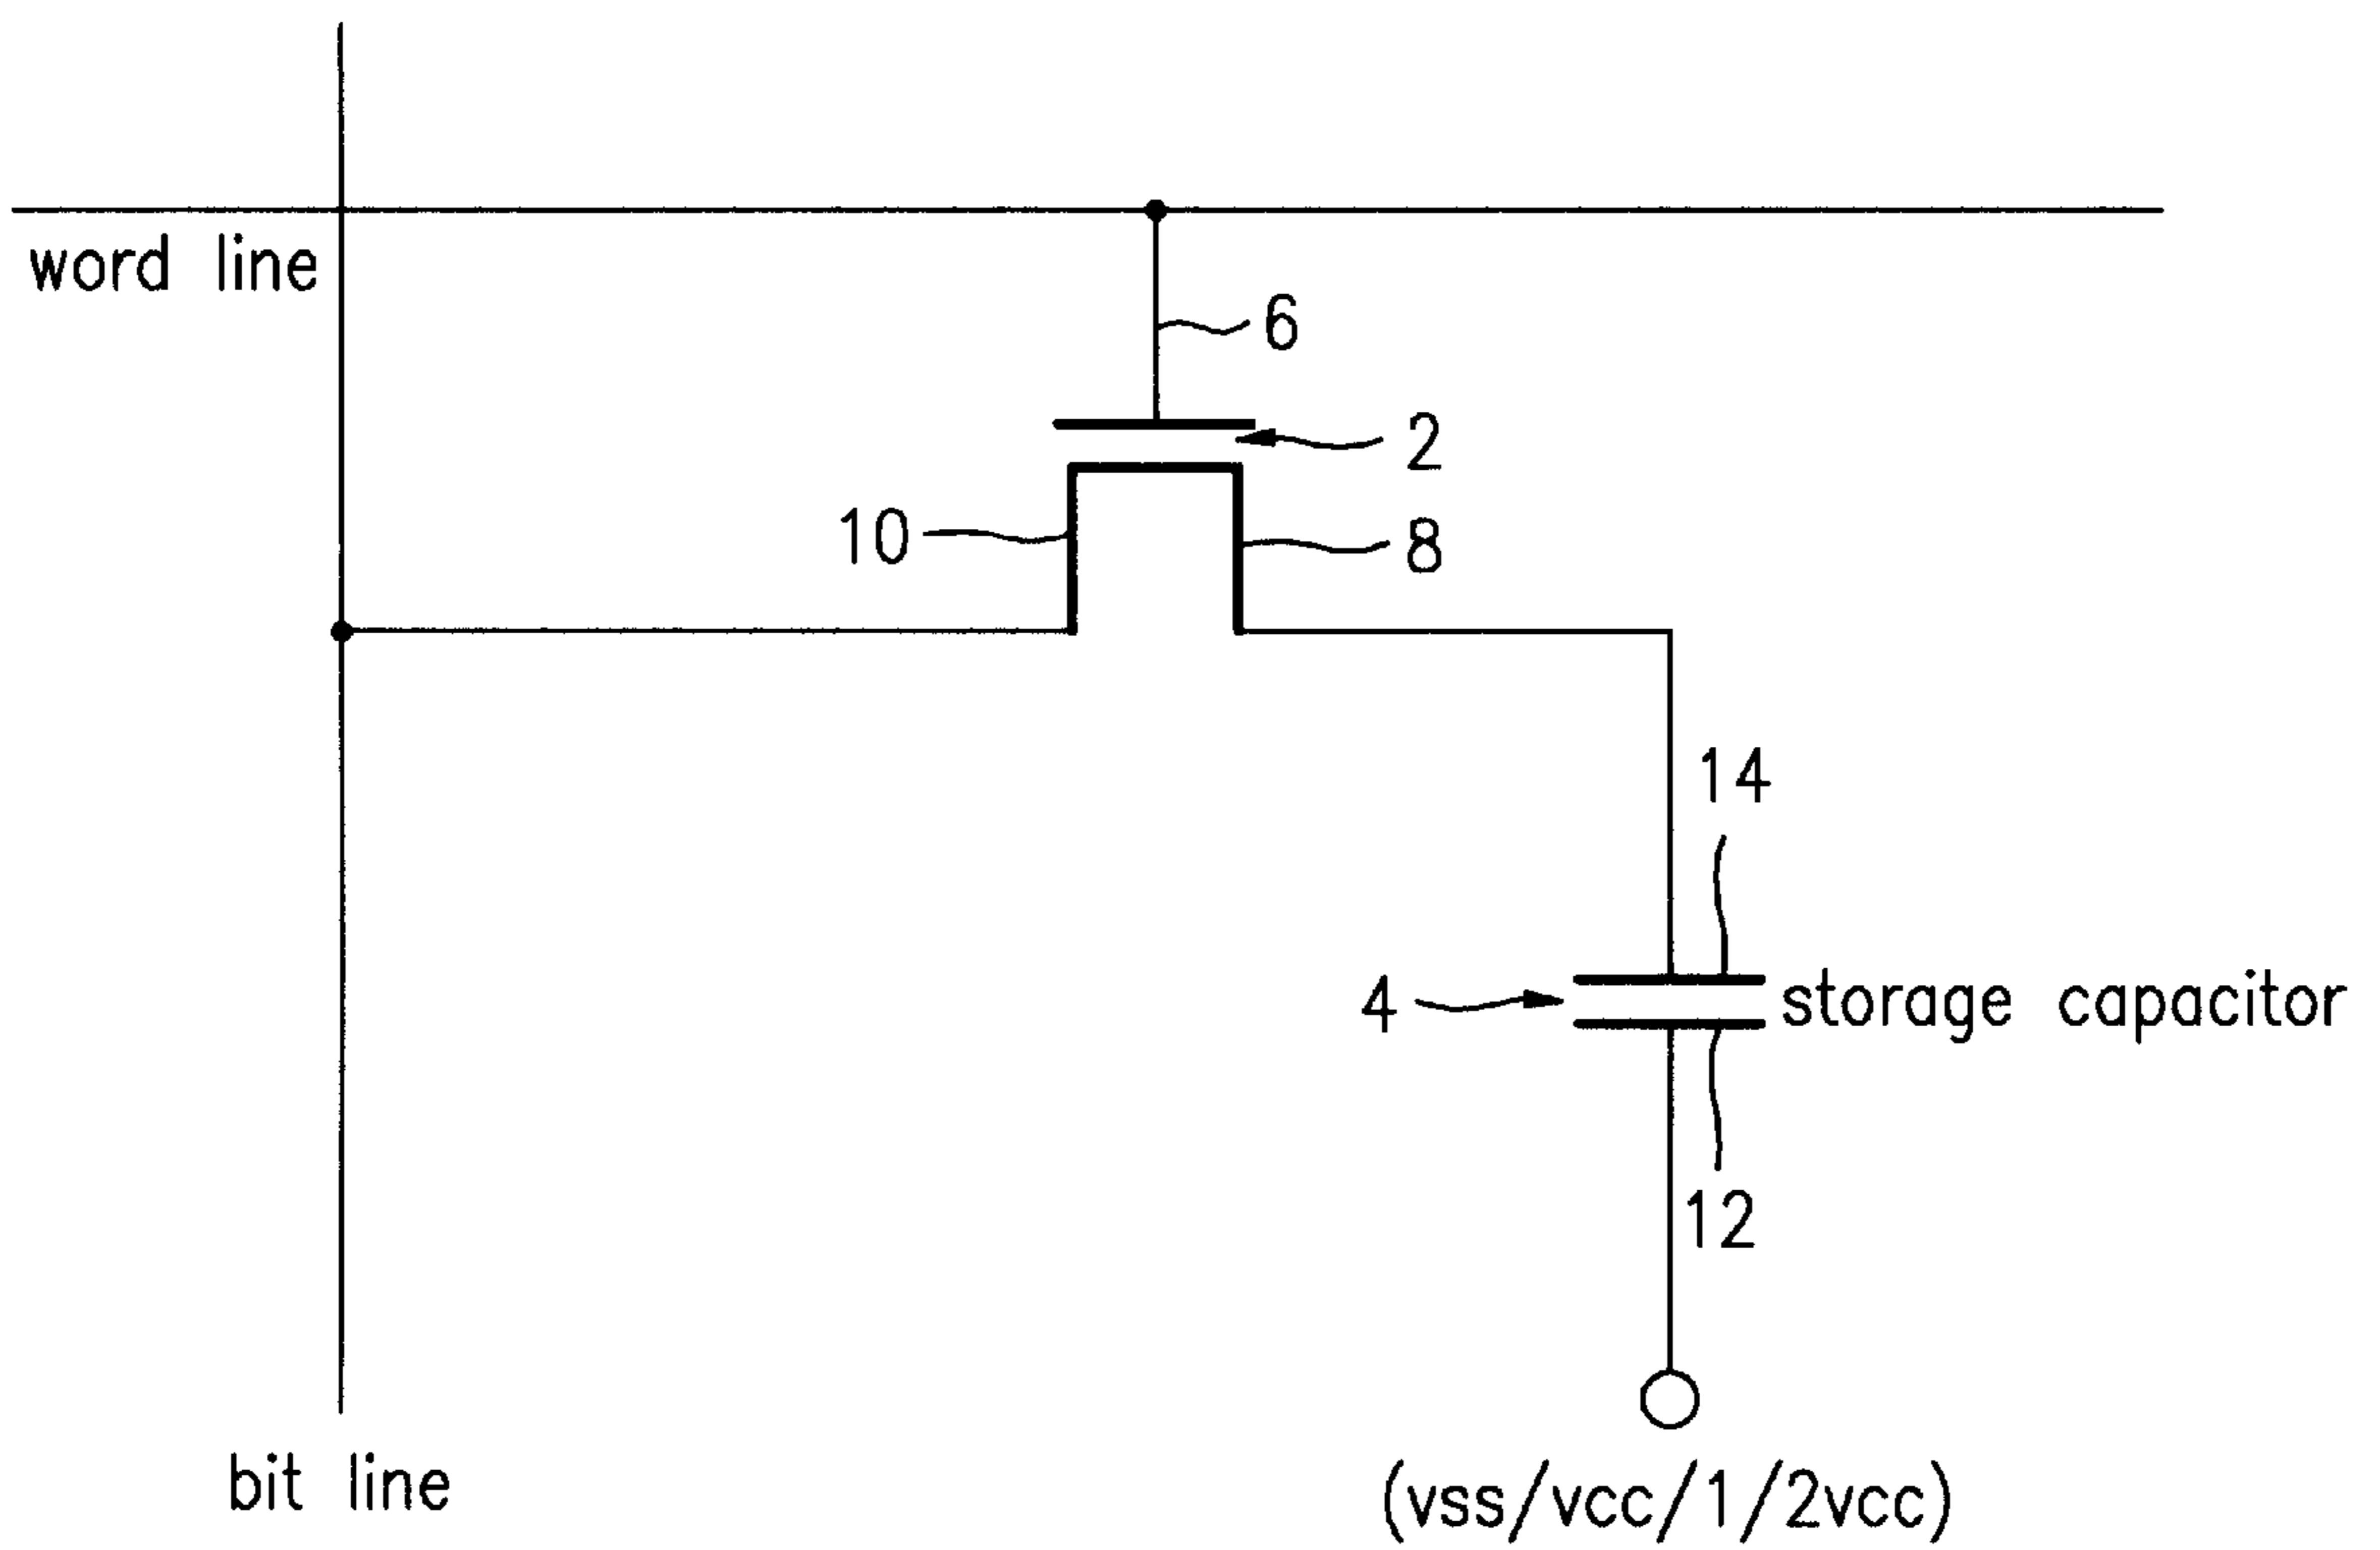 word line
6
2
10
8
14
4
storage capacitor
12
bit line
(vss/vcc/1/2vcc)